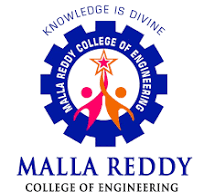 KNOWLEDGE IS DIVINE
MALLA REDDY COLLEGE OF ENGINEERING
MALLA REDDY
COLLEGE OF ENGINEERING